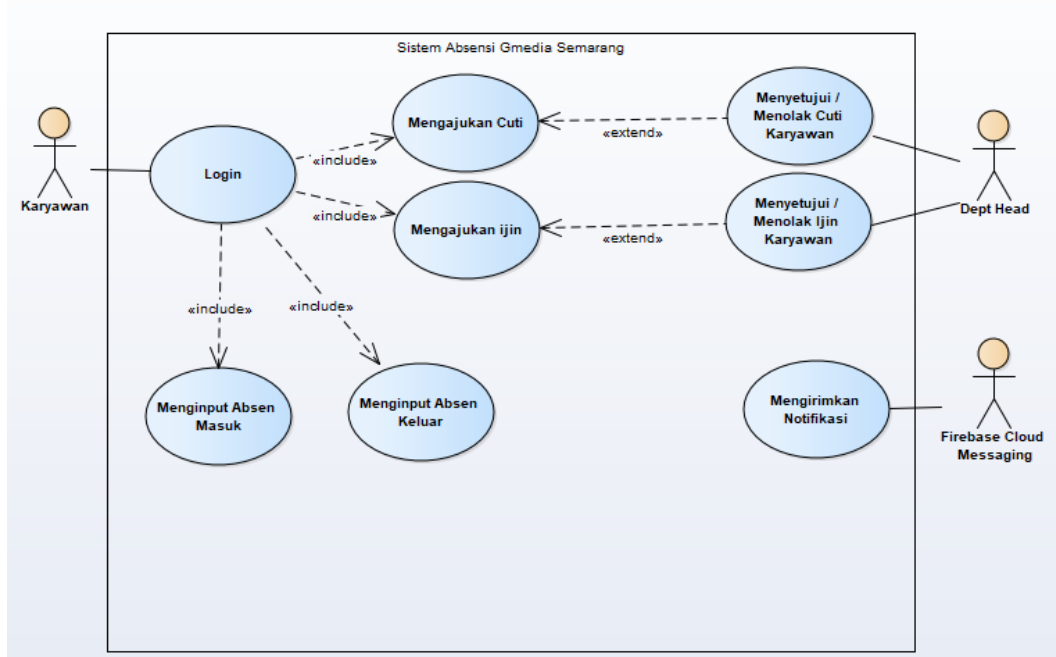 Sistem Absensi Gmedia Semarang
Karyawan
Login
Mengajukan Cuti
«include»
Mengajukan ijin
«include»
«extend»
Menyetujui /
Menolak Cuti
Karyawan
«extend»
Menyetujui /
Menolak Ijin
Karyawan
Dept Head
«include»
«include»
Menginput Absen
Masuk
Menginput Absen
Keluar
Mengirimkan
Notifikasi
Firebase Cloud
Messaging